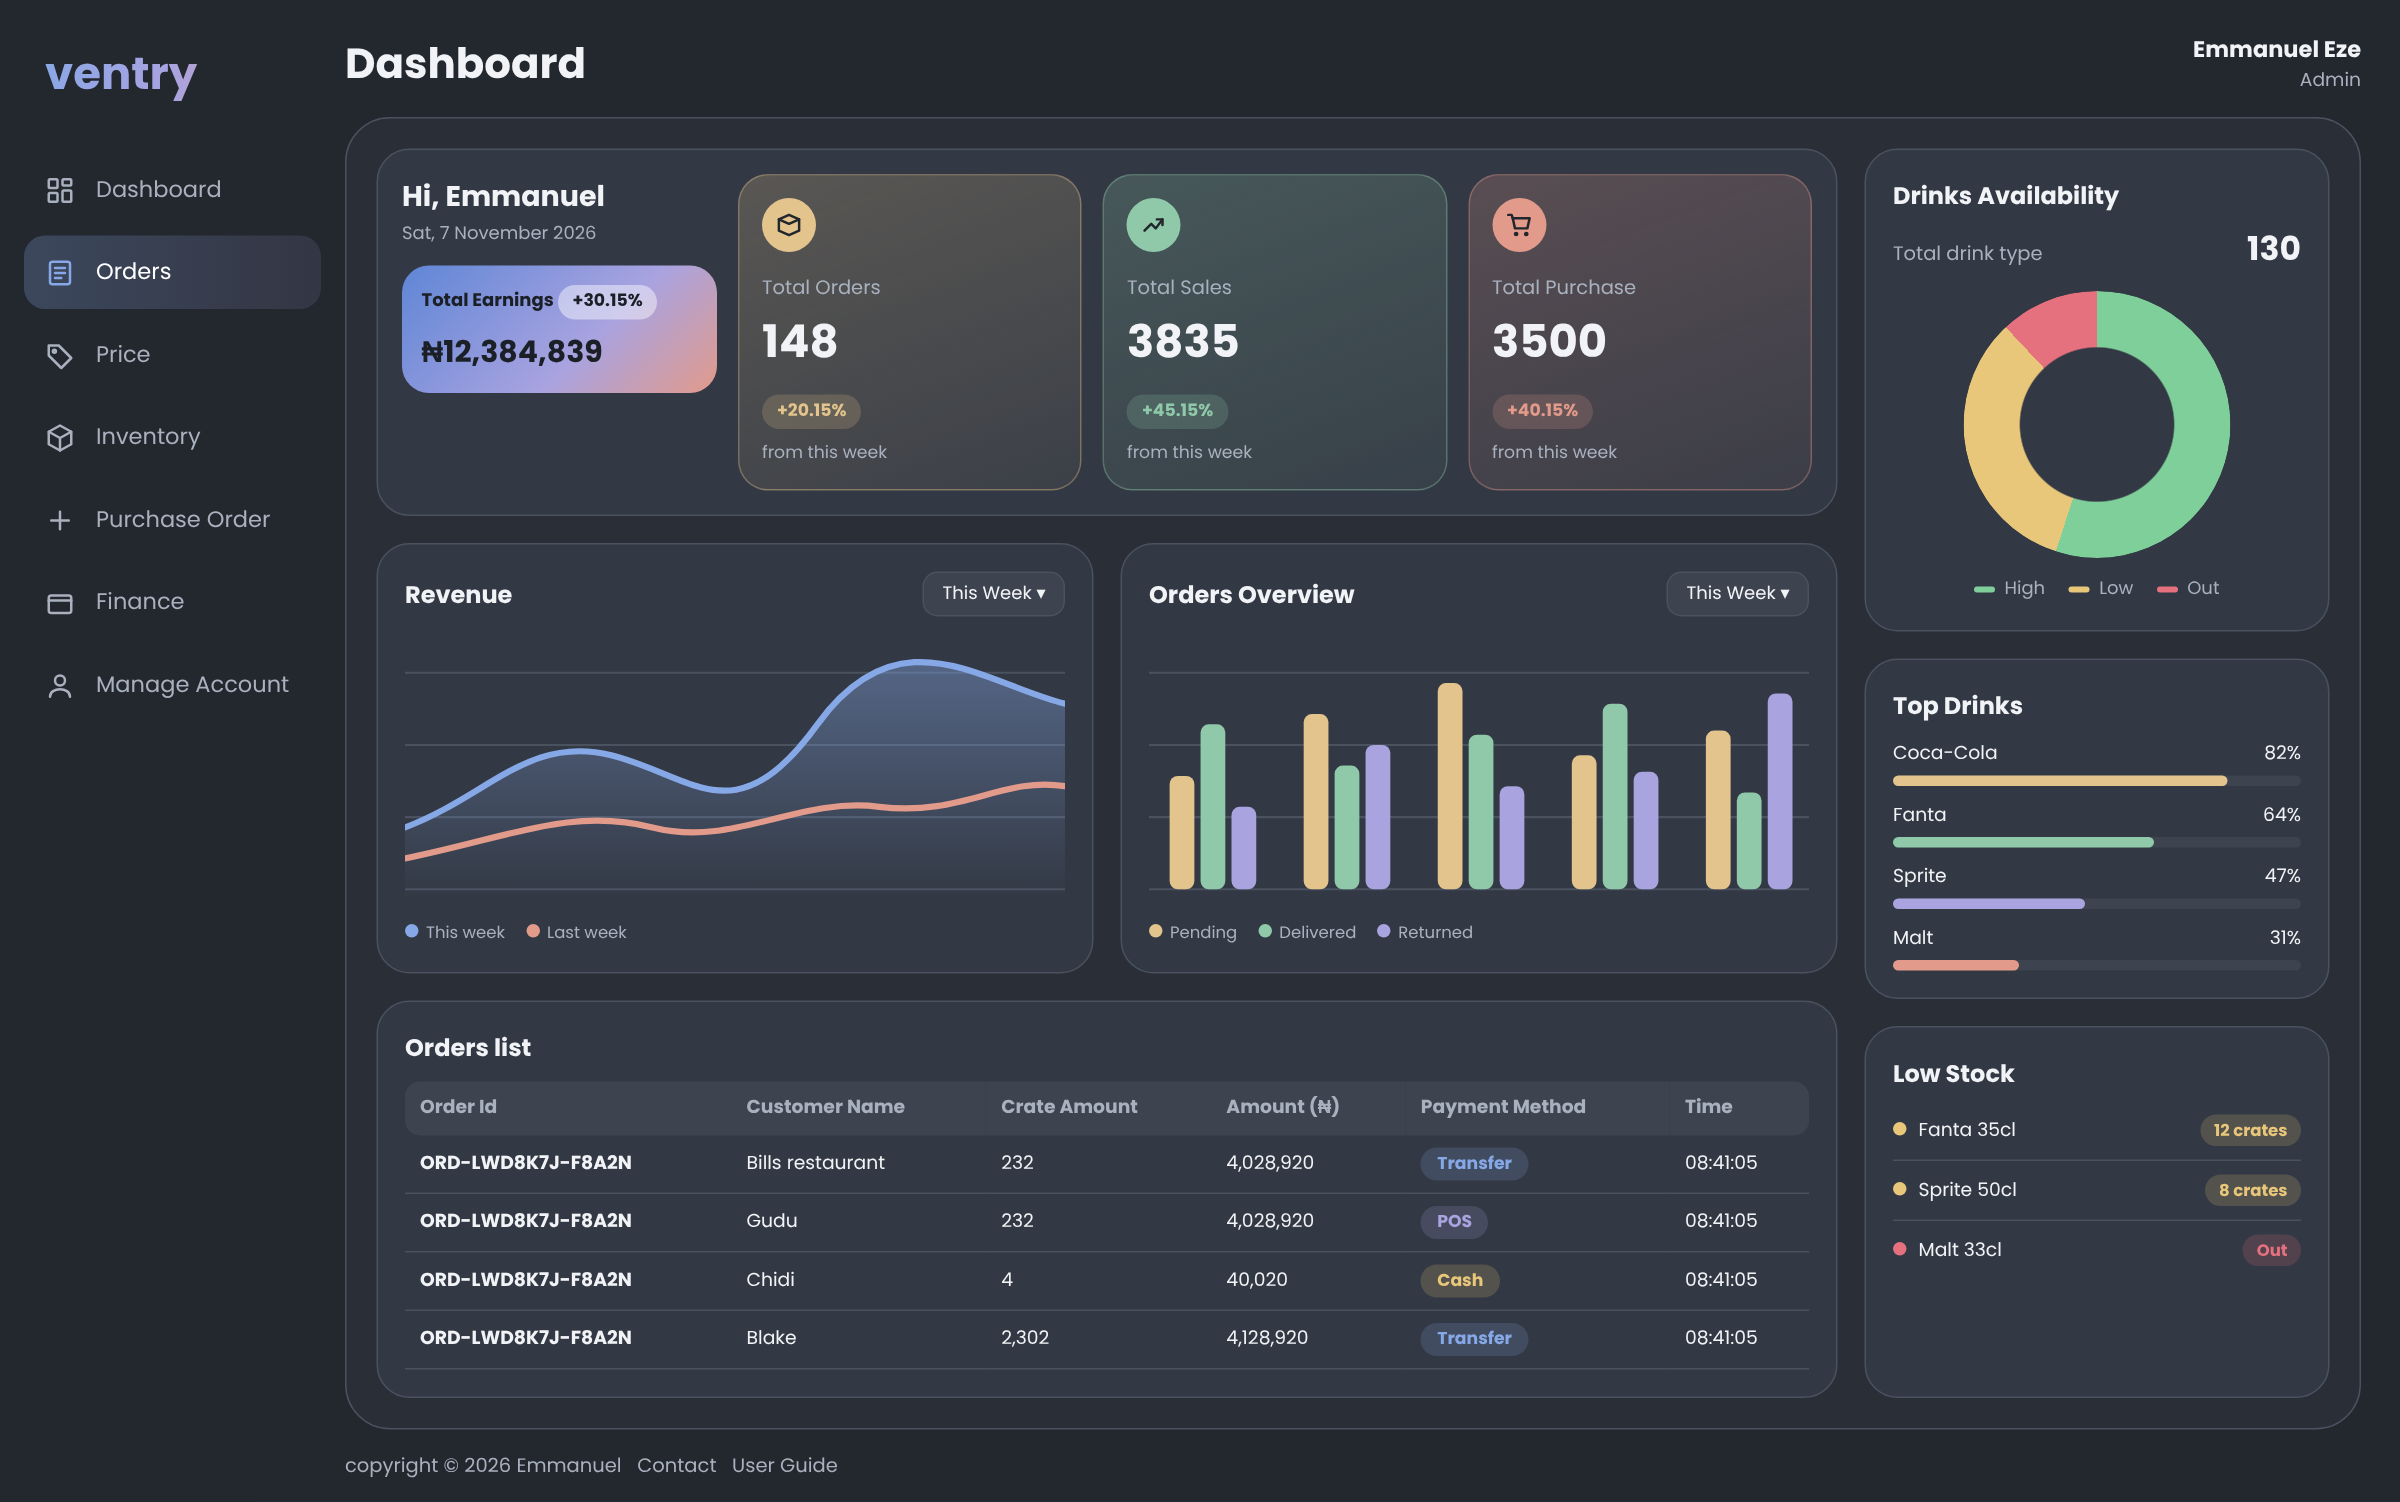 ventry
Dashboard
Orders
Price
Inventory
Purchase Order
Finance
Manage Account
Dashboard
Emmanuel Eze
Admin
Hi, Emmanuel
Sat, 7 November 2026
Total Earnings +30.15%
₦12,384,839
Total Orders
148
+20.15%
from this week
Total Sales
3835
+45.15%
from this week
Total Purchase
3500
+40.15%
from this week
Revenue
This Week ▾
This week Last week
Orders Overview
This Week ▾
Pending Delivered Returned
Orders list
Order Id Customer Name Crate Amount Amount (₦) Payment Method Time
ORD-LWD8K7J-F8A2N Bills restaurant 232 4,028,920 Transfer 08:41:05
ORD-LWD8K7J-F8A2N Gudu 232 4,028,920 POS 08:41:05
ORD-LWD8K7J-F8A2N Chidi 4 40,020 Cash 08:41:05
ORD-LWD8K7J-F8A2N Blake 2,302 4,128,920 Transfer 08:41:05
Drinks Availability
Total drink type 130
High Low Out
Top Drinks
Coca-Cola 82%
Fanta 64%
Sprite 47%
Malt 31%
Low Stock
Fanta 35cl 12 crates
Sprite 50cl 8 crates
Malt 33cl Out
copyright © 2026 Emmanuel Contact User Guide